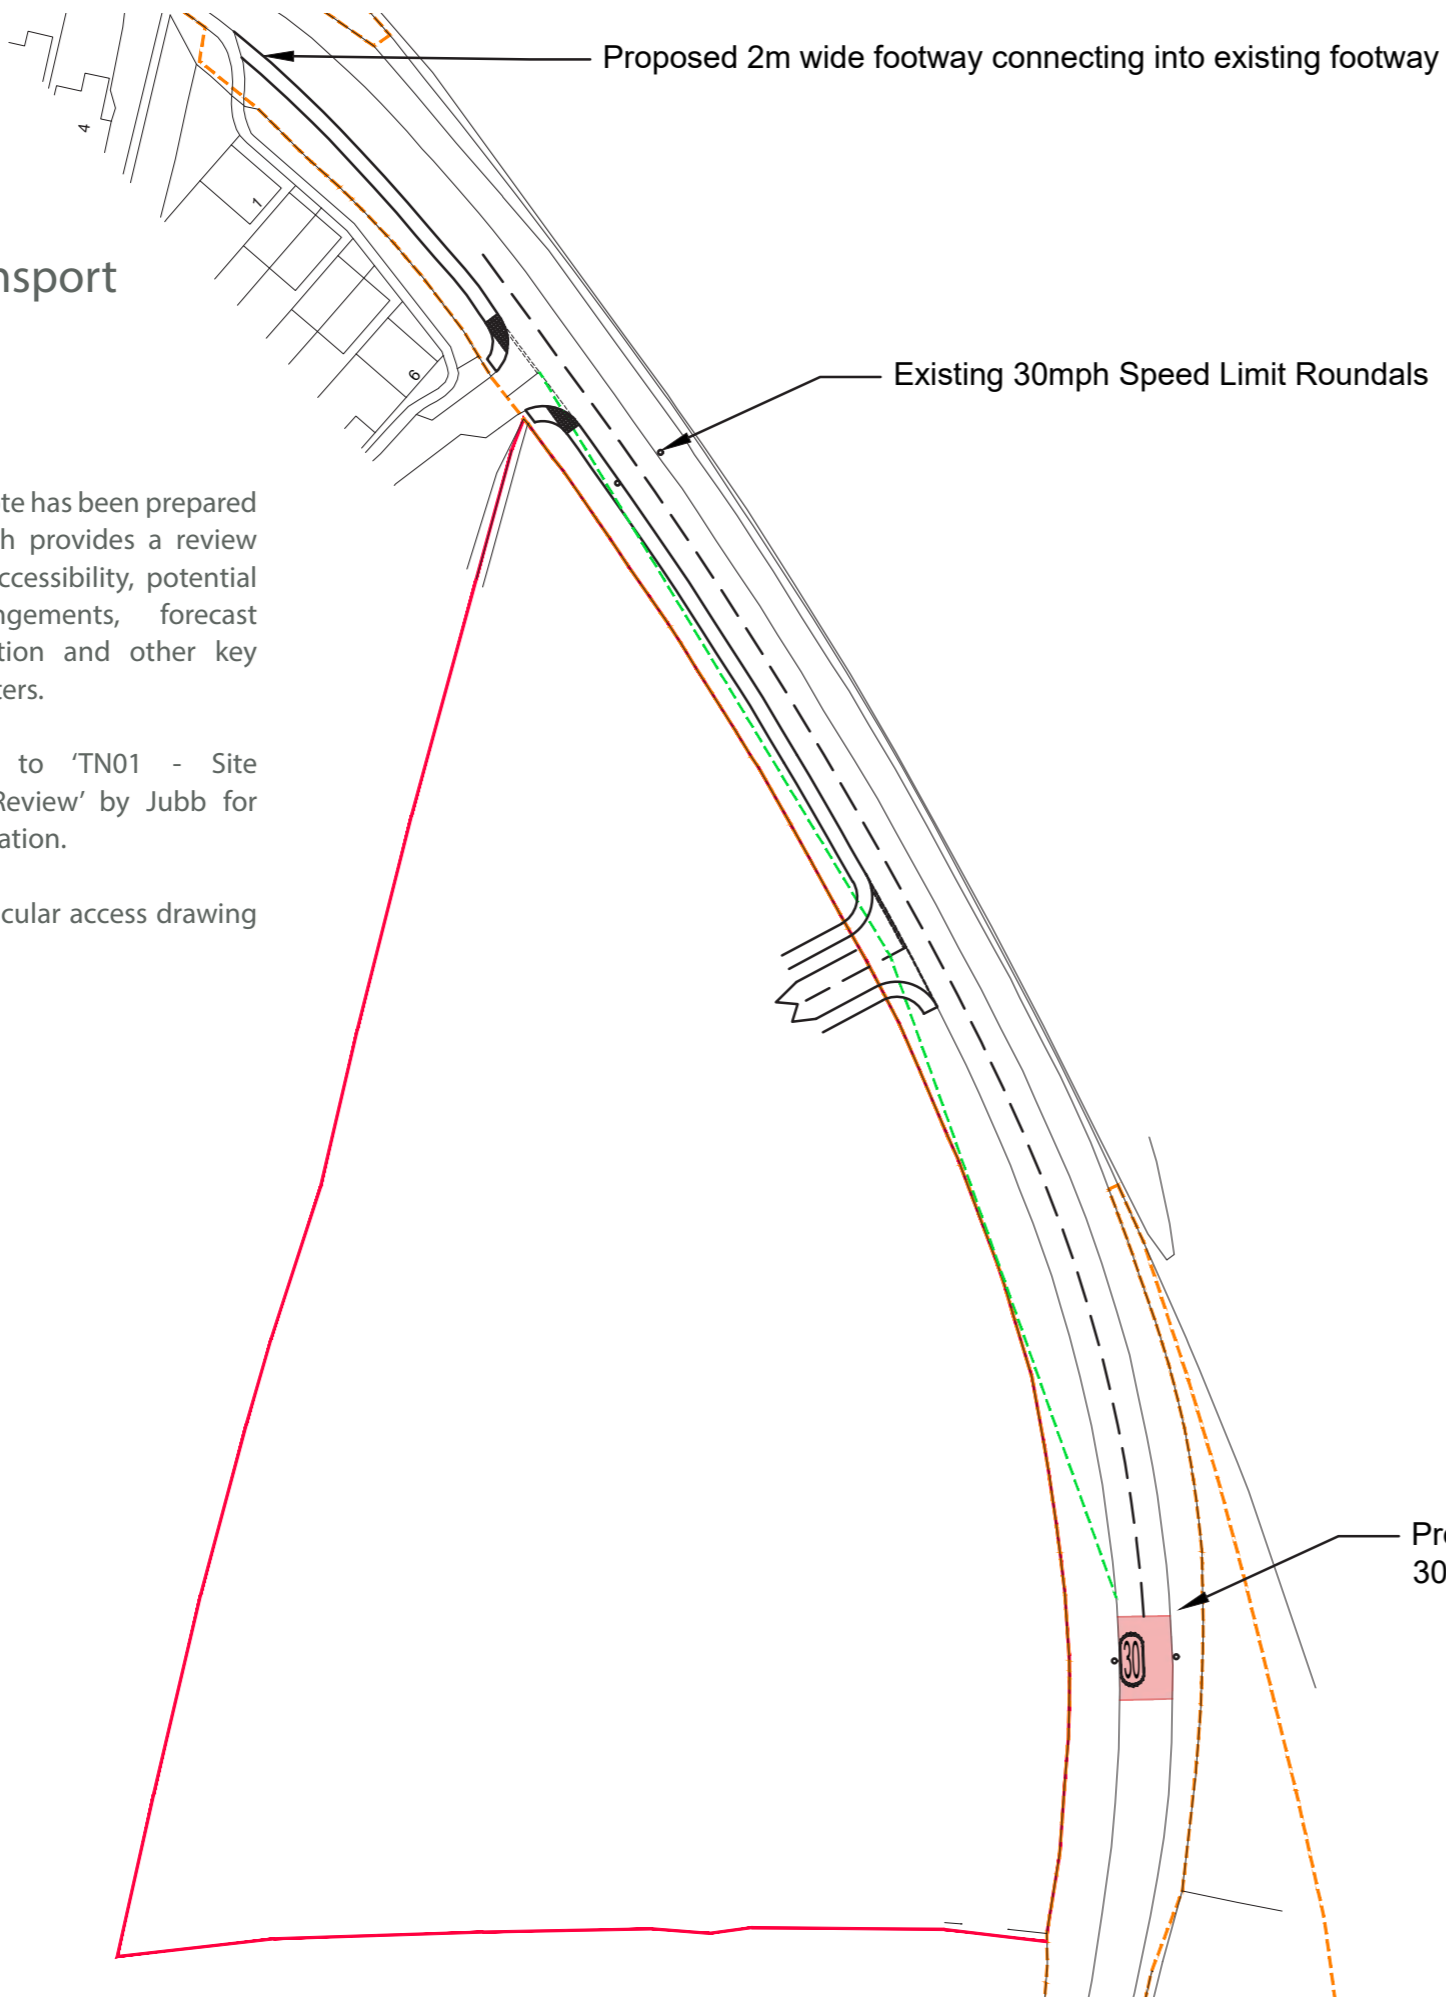 Proposed 2m wide footway connecting into existing footway
4
1
nsport
6
Existing 30mph Speed Limit Roundals
te has been prepared
h provides a review
ccessibility, potential
ngements, forecast
tion and other key
ters.
to ‘TN01 - Site
Review’ by Jubb for
ation.
cular access drawing
Pro
30
30